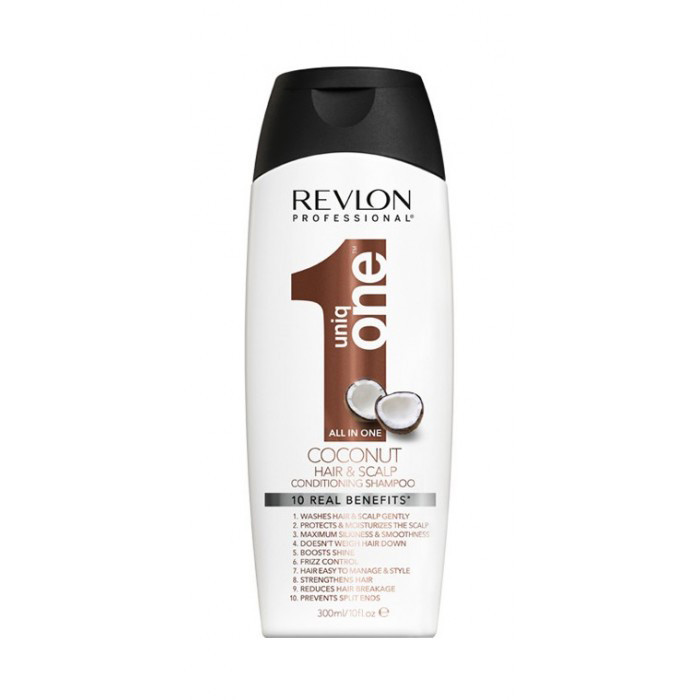 REVLON
PROFESSIONAL®
1
uniq
one™
ALL IN ONE
COCONUT
HAIR & SCALP
CONDITIONING SHAMPOO
10 REAL BENEFITS*
1. WASHES HAIR & SCALP GENTLY
2. PROTECTS & MOISTURIZES THE SCALP
3. MAXIMUM SILKINESS & SMOOTHNESS
4. DOESN'T WEIGH HAIR DOWN
5. BOOSTS SHINE
6. FRIZZ CONTROL
7. HAIR EASY TO MANAGE & STYLE
8. STRENGTHENS HAIR
9. REDUCES HAIR BREAKAGE
10. PREVENTS SPLIT ENDS
300ml/10fl.oz ℮